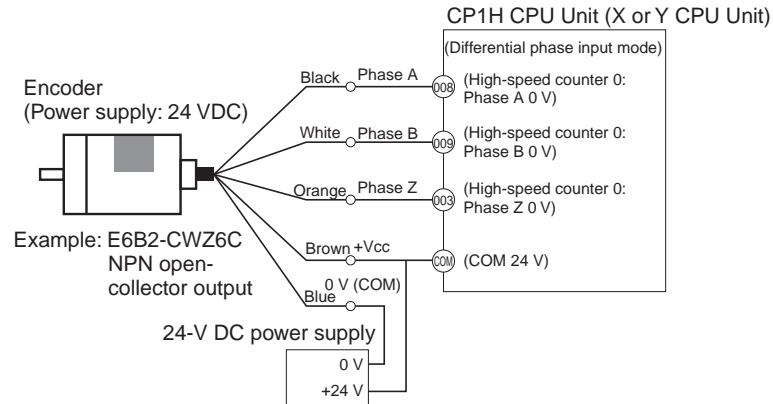 CP1H CPU Unit (X or Y CPU Unit)
(Differential phase input mode)
Encoder
(Power supply: 24 VDC)
Black Phase A 008 (High-speed counter 0:
Phase A 0 V)
White Phase B 009 (High-speed counter 0:
Phase B 0 V)
Orange Phase Z 003 (High-speed counter 0:
Phase Z 0 V)
Example: E6B2-CWZ6C
NPN open-
collector output
Brown +Vcc COM (COM 24 V)
0 V (COM)
Blue
24-V DC power supply
0 V
+24 V